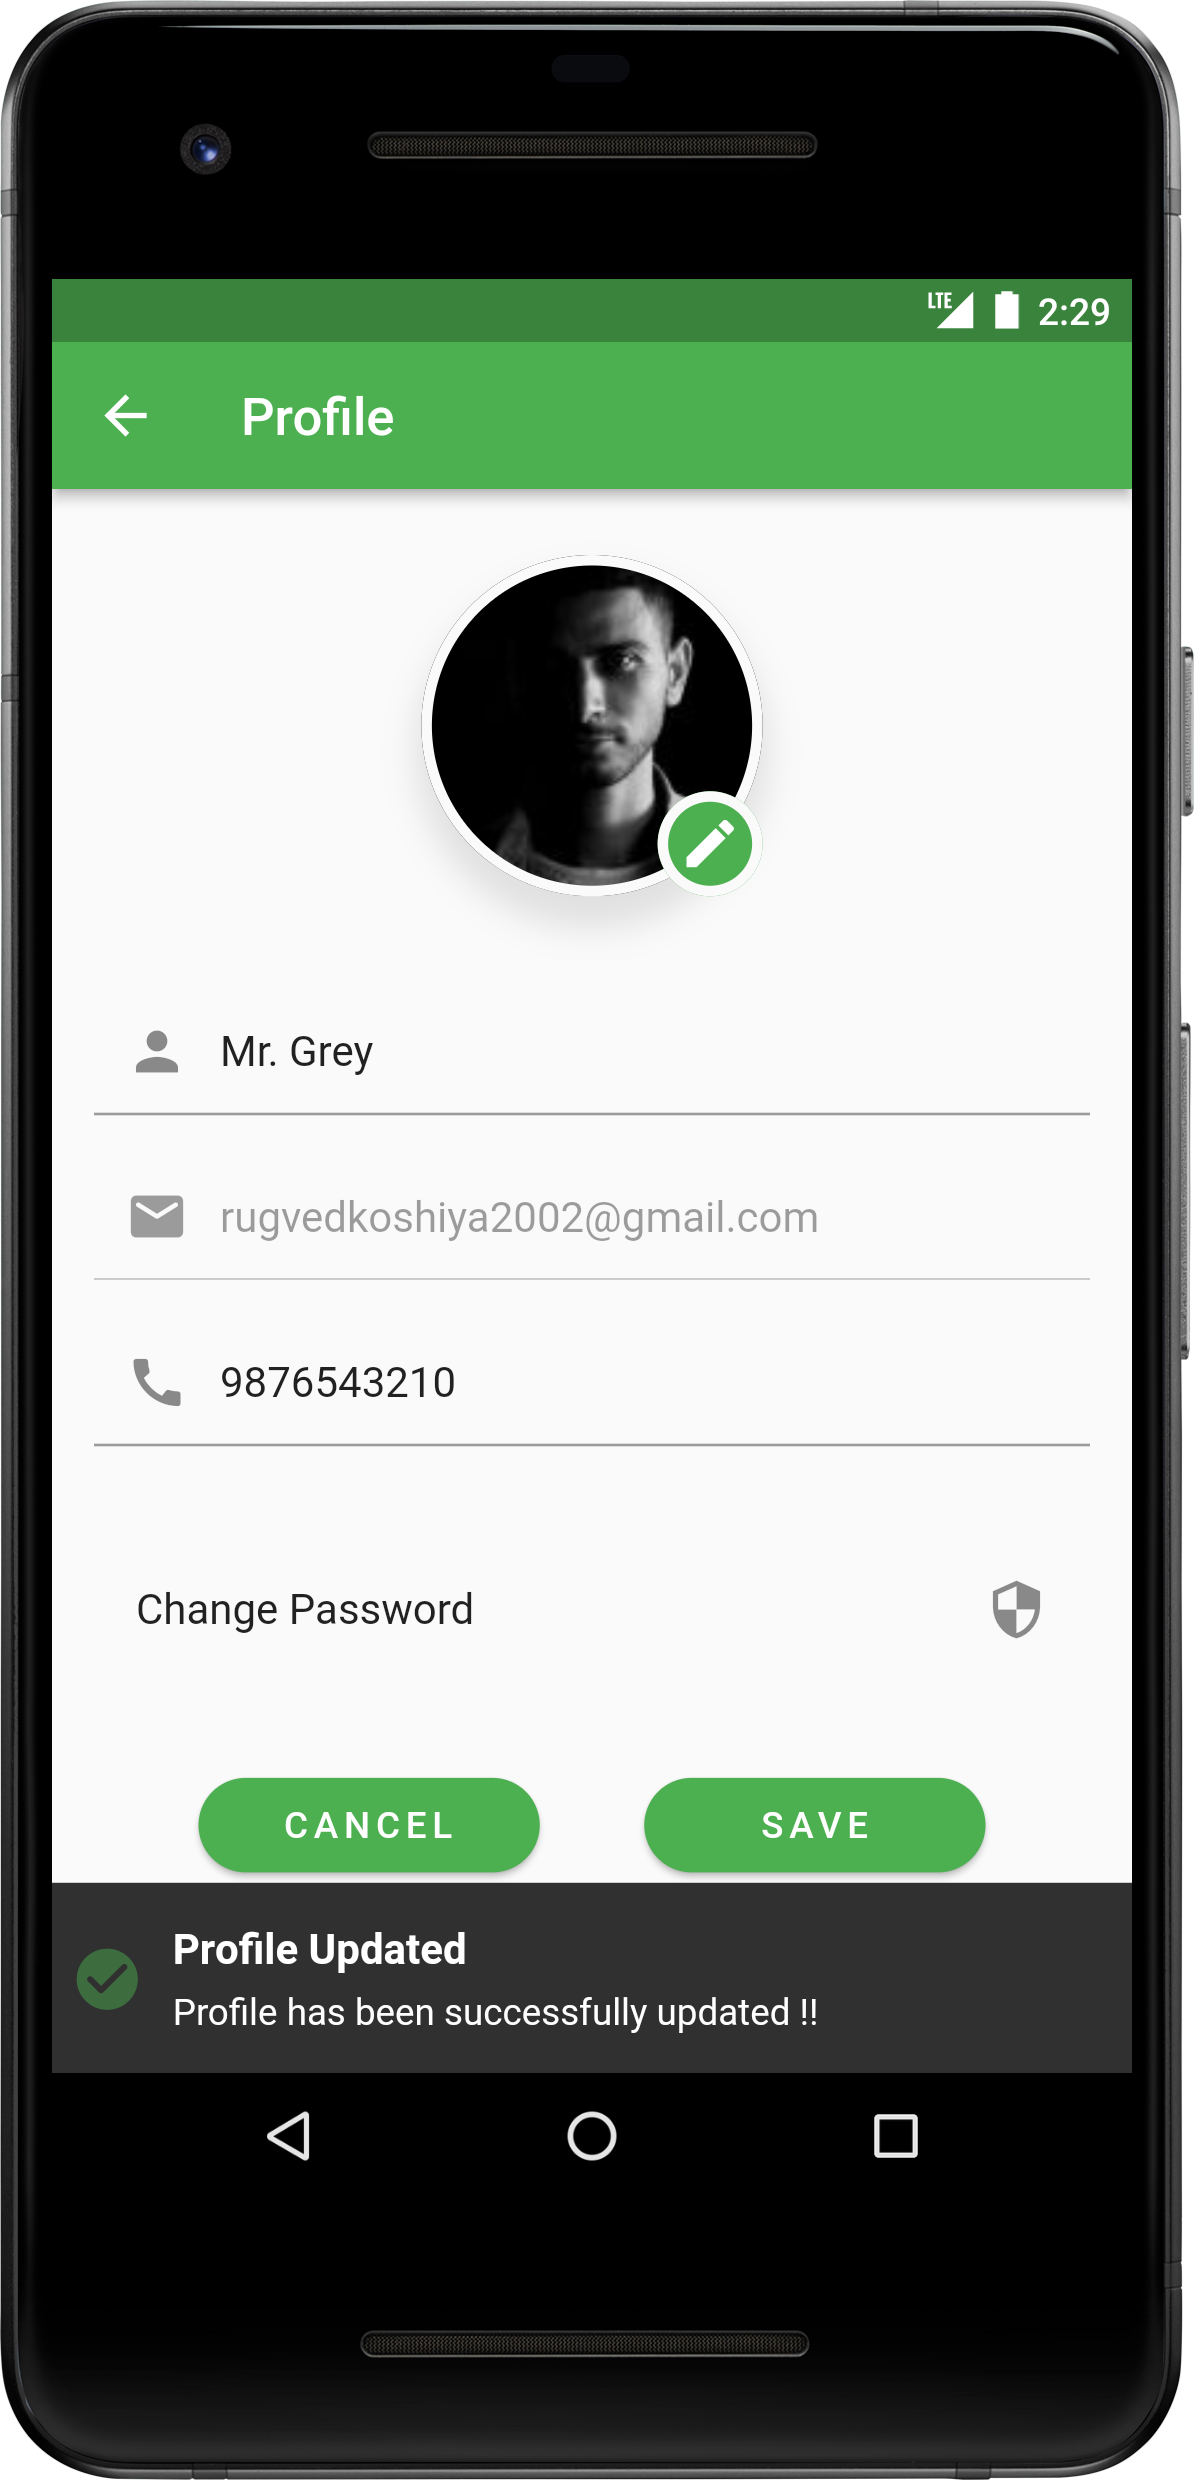 LTE 2:29
Profile
Mr. Grey
rugvedkoshiya2002@gmail.com
9876543210
Change Password
CANCEL SAVE
Profile Updated
Profile has been successfully updated !!